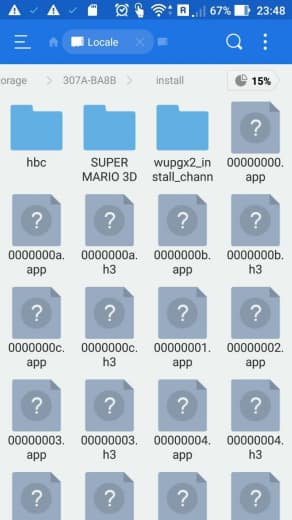 R 67% 23:48
Locale
orage > 307A-BA8B > install 15%
hbc
SUPER
MARIO 3D
wupgx2_in
stall_chann
00000000.
app
0000000a.
app
0000000a.
h3
0000000b.
app
0000000b.
h3
0000000c.
app
0000000c.
h3
00000001.
app
00000002.
app
00000003.
app
00000003.
h3
00000004.
app
00000004.
h3